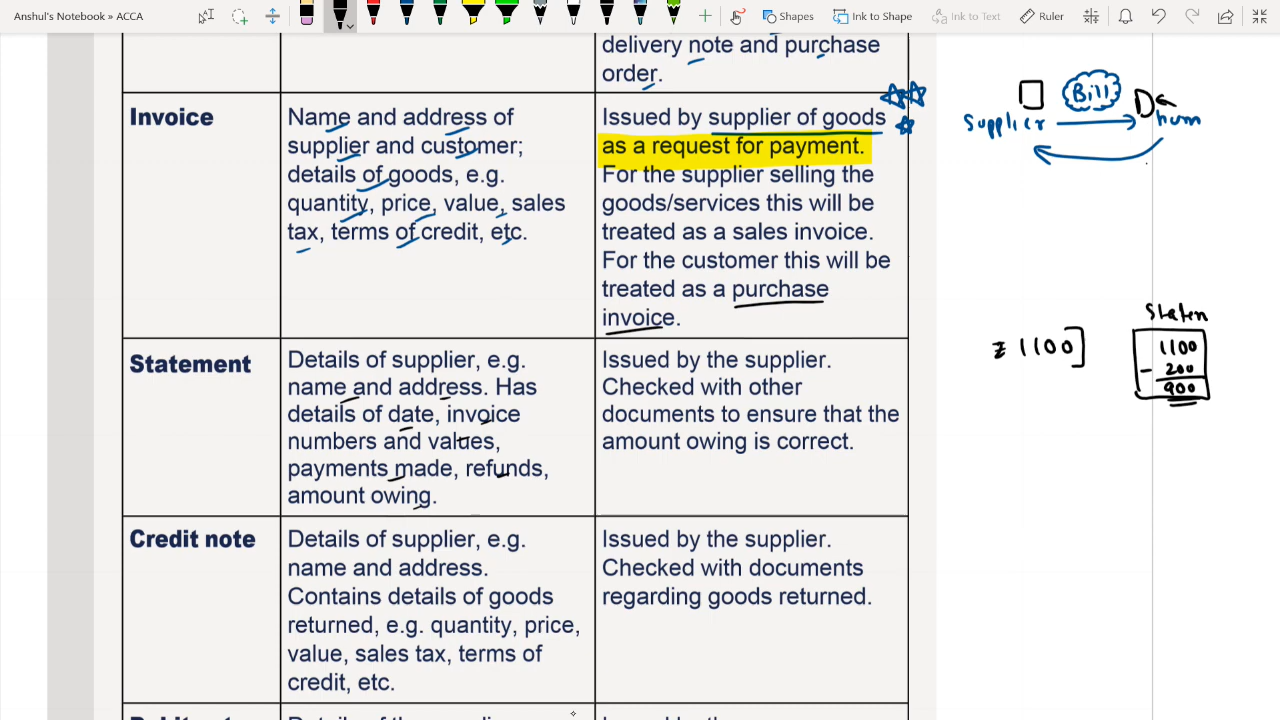 Anshul's Notebook » ACCA
Shapes
Ink to Shape
Ink to Text
Ruler
delivery note and purchase
order.
Invoice
Name and address of
supplier and customer;
details of goods, e.g.
quantity, price, value, sales
tax, terms of credit, etc.
Issued by supplier of goods
as a request for payment.
For the supplier selling the
goods/services this will be
treated as a sales invoice.
For the customer this will be
treated as a purchase
invoice.
Statement
Details of supplier, e.g.
name and address. Has
details of date, invoice
numbers and values,
payments made, refunds,
amount owing.
Issued by the supplier.
Checked with other
documents to ensure that the
amount owing is correct.
Credit note
Details of supplier, e.g.
name and address.
Contains details of goods
returned, e.g. quantity, price,
value, sales tax, terms of
credit, etc.
Issued by the supplier.
Checked with documents
regarding goods returned.
Bill
Supplier
hum
1100
Staten
1100
- 200
900